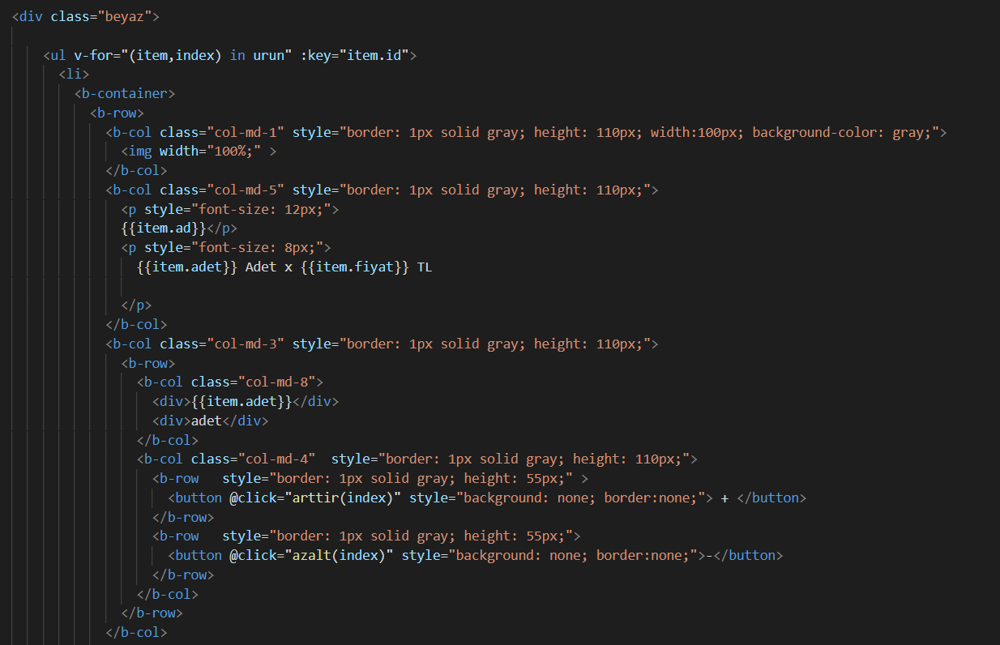 <div class="beyaz">
<ul v-for="(item,index) in urun" :key="item.id">
<li>
<b-container>
<b-row>
<b-col class="col-md-1" style="border: 1px solid gray; height: 110px; width:100px; background-color: gray;">
<img width="100%;" >
</b-col>
<b-col class="col-md-5" style="border: 1px solid gray; height: 110px;">
<p style="font-size: 12px;">
{{item.ad}}</p>
<p style="font-size: 8px;">
{{item.adet}} Adet x {{item.fiyat}} TL
</p>
</b-col>
<b-col class="col-md-3" style="border: 1px solid gray; height: 110px;">
<b-row>
<b-col class="col-md-8">
<div>{{item.adet}}</div>
<div>adet</div>
</b-col>
<b-col class="col-md-4"  style="border: 1px solid gray; height: 110px;">
<b-row   style="border: 1px solid gray; height: 55px;" >
<button @click="arttir(index)" style="background: none; border:none;"> + </button>
</b-row>
<b-row   style="border: 1px solid gray; height: 55px;">
<button @click="azalt(index)" style="background: none; border:none;">-</button>
</b-row>
</b-col>
</b-row>
</b-col>